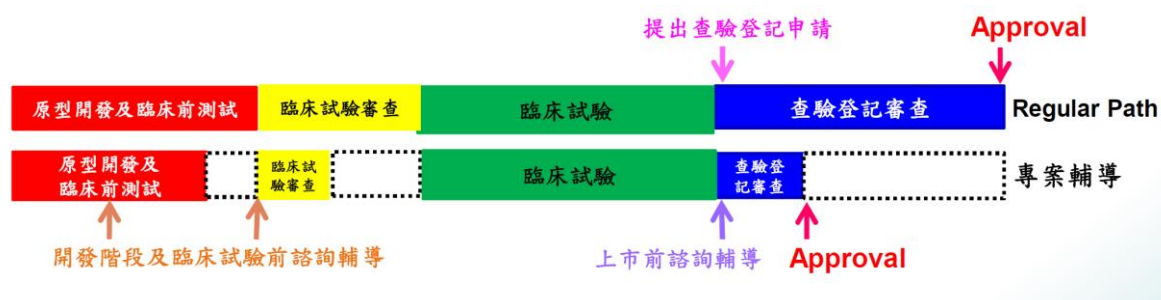 提出查驗登記申請
Approval
原型開發及臨床前測試
臨床試驗審查
臨床試驗
查驗登記審查
Regular Path
原型開發及
臨床前測試
臨床試
驗審查
臨床試驗
查驗登
記審查
專案輔導
開發階段及臨床試驗前諮詢輔導
上市前諮詢輔導
Approval